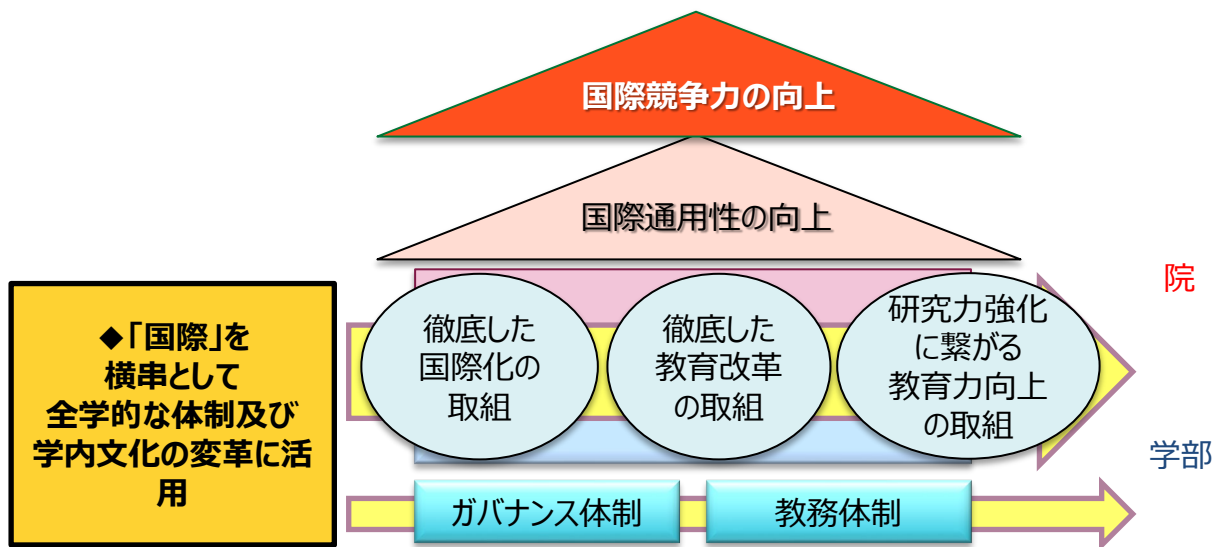 国際競争力の向上
国際通用性の向上
院
◆「国際」を
横串として
全学的な体制及び
学内文化の変革に活
用
徹底した
国際化の
取組
徹底した
教育改革
の取組
研究力強化
に繋がる
教育力向上
の取組
学部
ガバナンス体制
教務体制